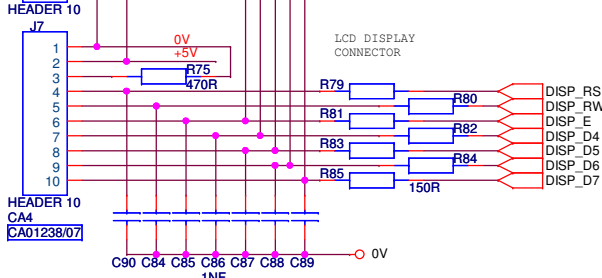 HEADER 10
J7
1
0V
2
+5V
3
R75
470R
LCD DISPLAY
CONNECTOR
4
R79
DISP_RS
5
R80
DISP_RW
6
R81
DISP_E
7
R82
DISP_D4
8
R83
DISP_D5
9
R84
DISP_D6
10
R85
150R
DISP_D7
HEADER 10
CA4
CA01238/07
0V
C90 C84 C85 C86 C87 C88 C89